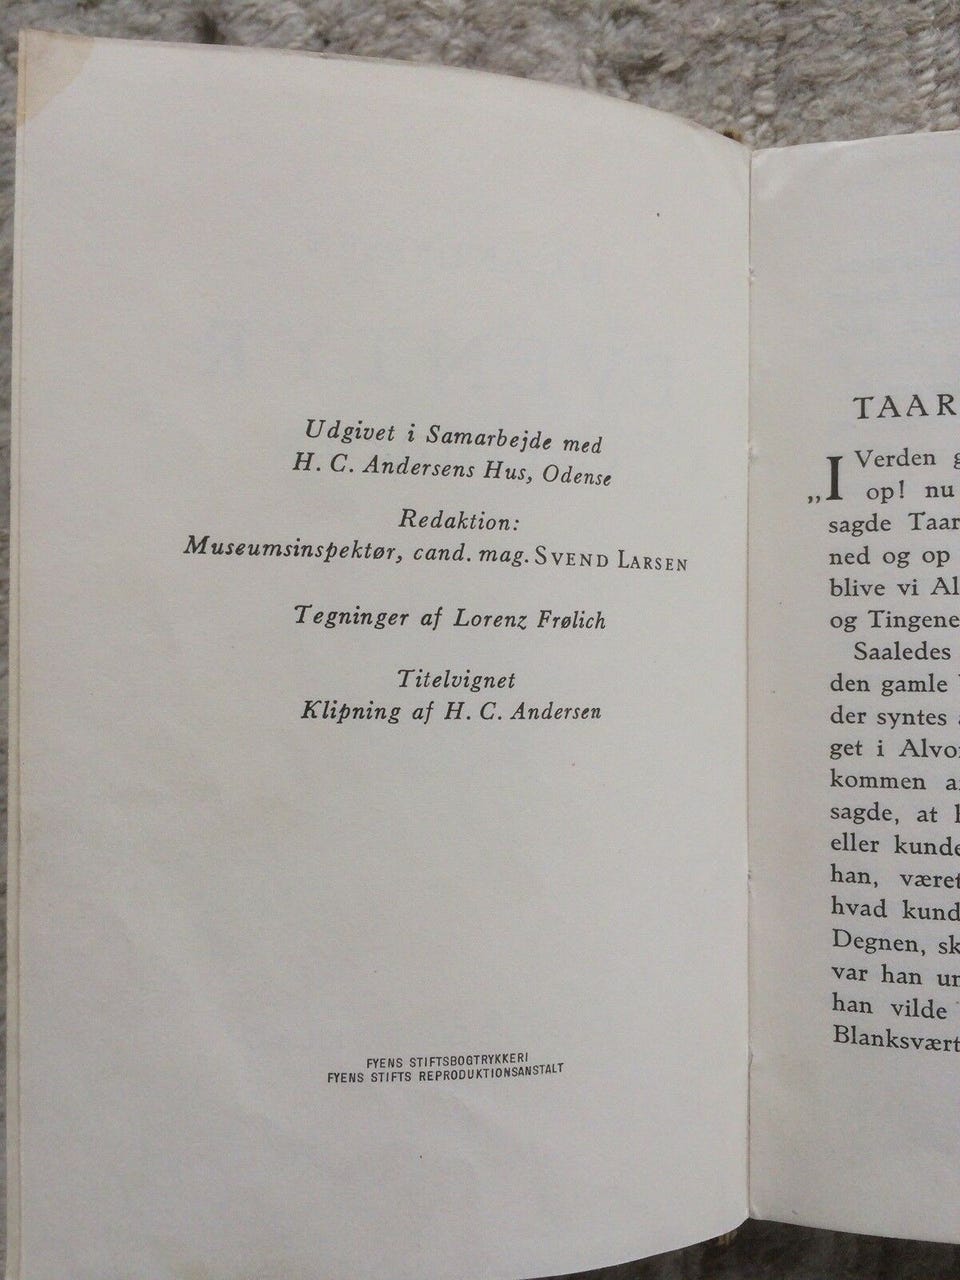 Udgivet i Samarbejde med
H. C. Andersens Hus, Odense
Redaktion:
Museumsinspektør, cand. mag. SVEND LARSEN
Tegninger af Lorenz Frølich
Titelvignet
Klipning af H. C. Andersen
FYENS STIFTSBOGTRYKKERI
FYENS STIFTS REPRODUKTIONSANSTALT
TAAR
„I Verden
op! nu
sagde Taar
ned og op
blive vi Al
og Tingene
Saaledes
den gamle
der syntes
get i Alvo
kommen
sagde, at
eller kunde
han, været
hvad kund
Degnen, sk
var han
han vilde
Blanksvært